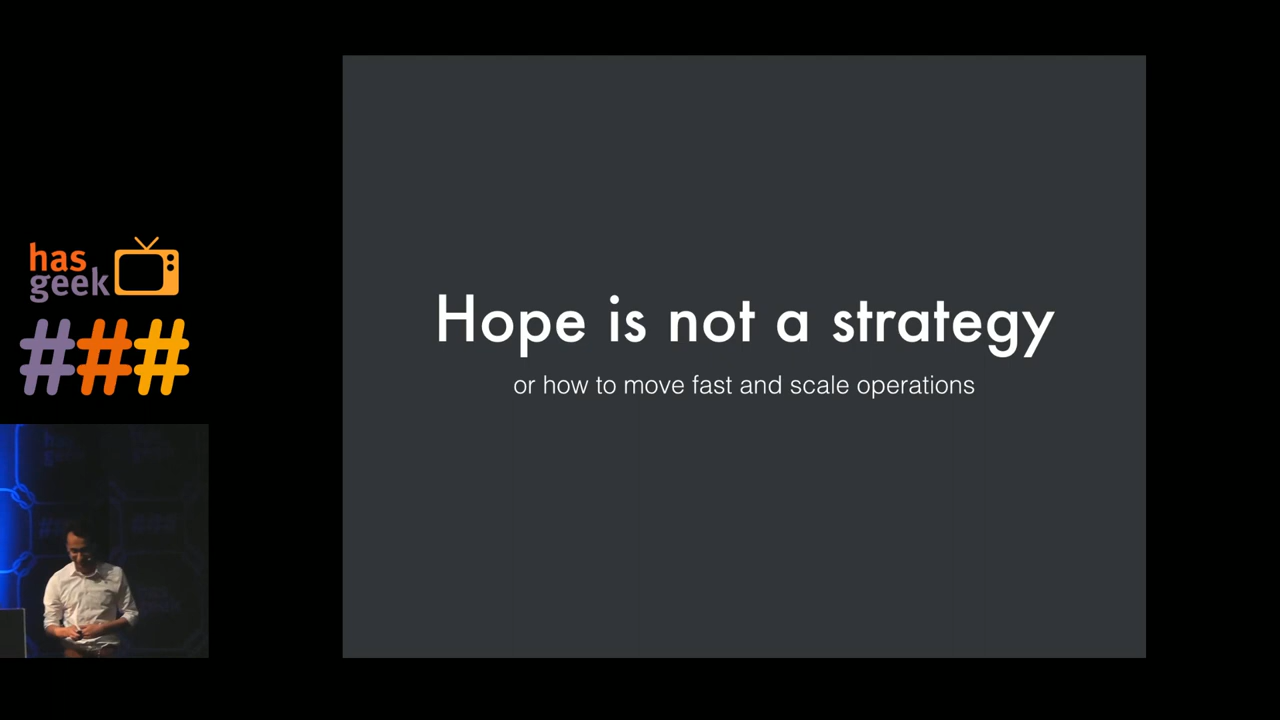 has
geek
###
Hope is not a strategy
or how to move fast and scale operations